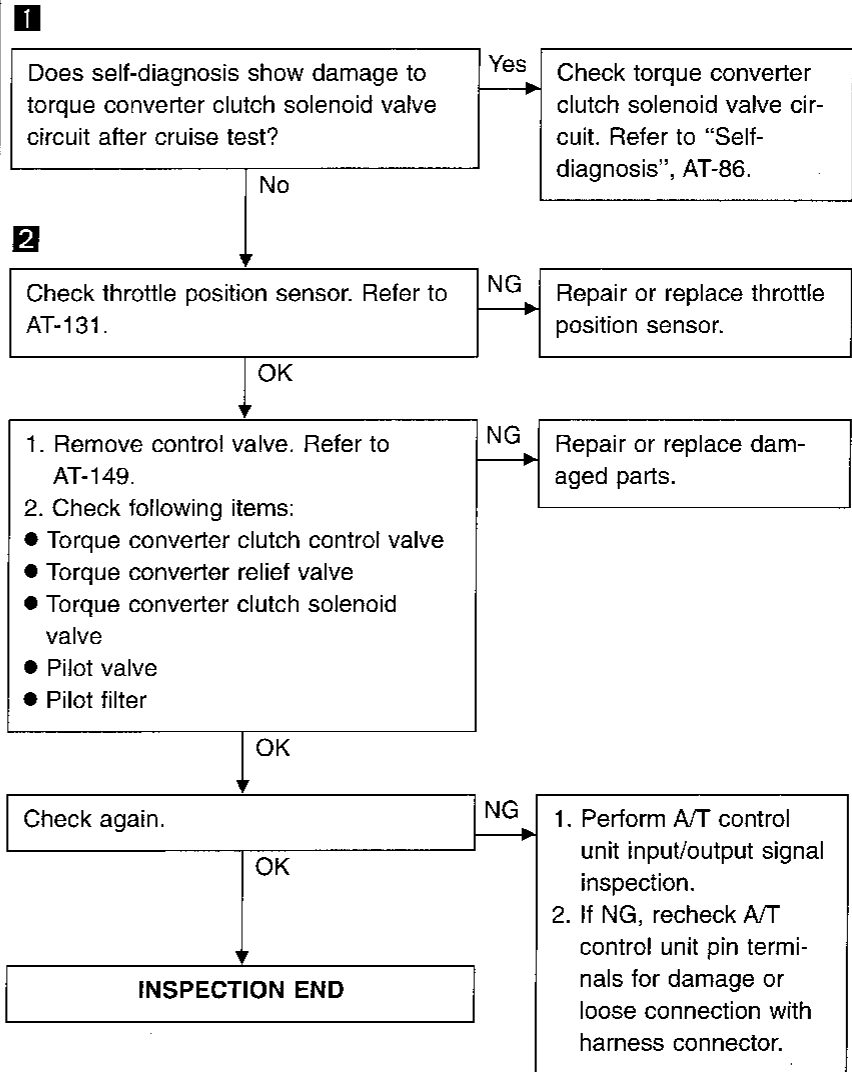 1
Does self-diagnosis show damage to
torque converter clutch solenoid valve
circuit after cruise test?
Yes
Check torque converter
clutch solenoid valve cir-
cuit. Refer to “Self-
diagnosis”, AT-86.
No
2
Check throttle position sensor. Refer to
AT-131.
NG
Repair or replace throttle
position sensor.
OK
1. Remove control valve. Refer to
AT-149.
2. Check following items:
● Torque converter clutch control valve
● Torque converter relief valve
● Torque converter clutch solenoid
valve
● Pilot valve
● Pilot filter
NG
Repair or replace dam-
aged parts.
OK
Check again.
NG
1. Perform A/T control
unit input/output signal
inspection.
2. If NG, recheck A/T
control unit pin termi-
nals for damage or
loose connection with
harness connector.
OK
INSPECTION END